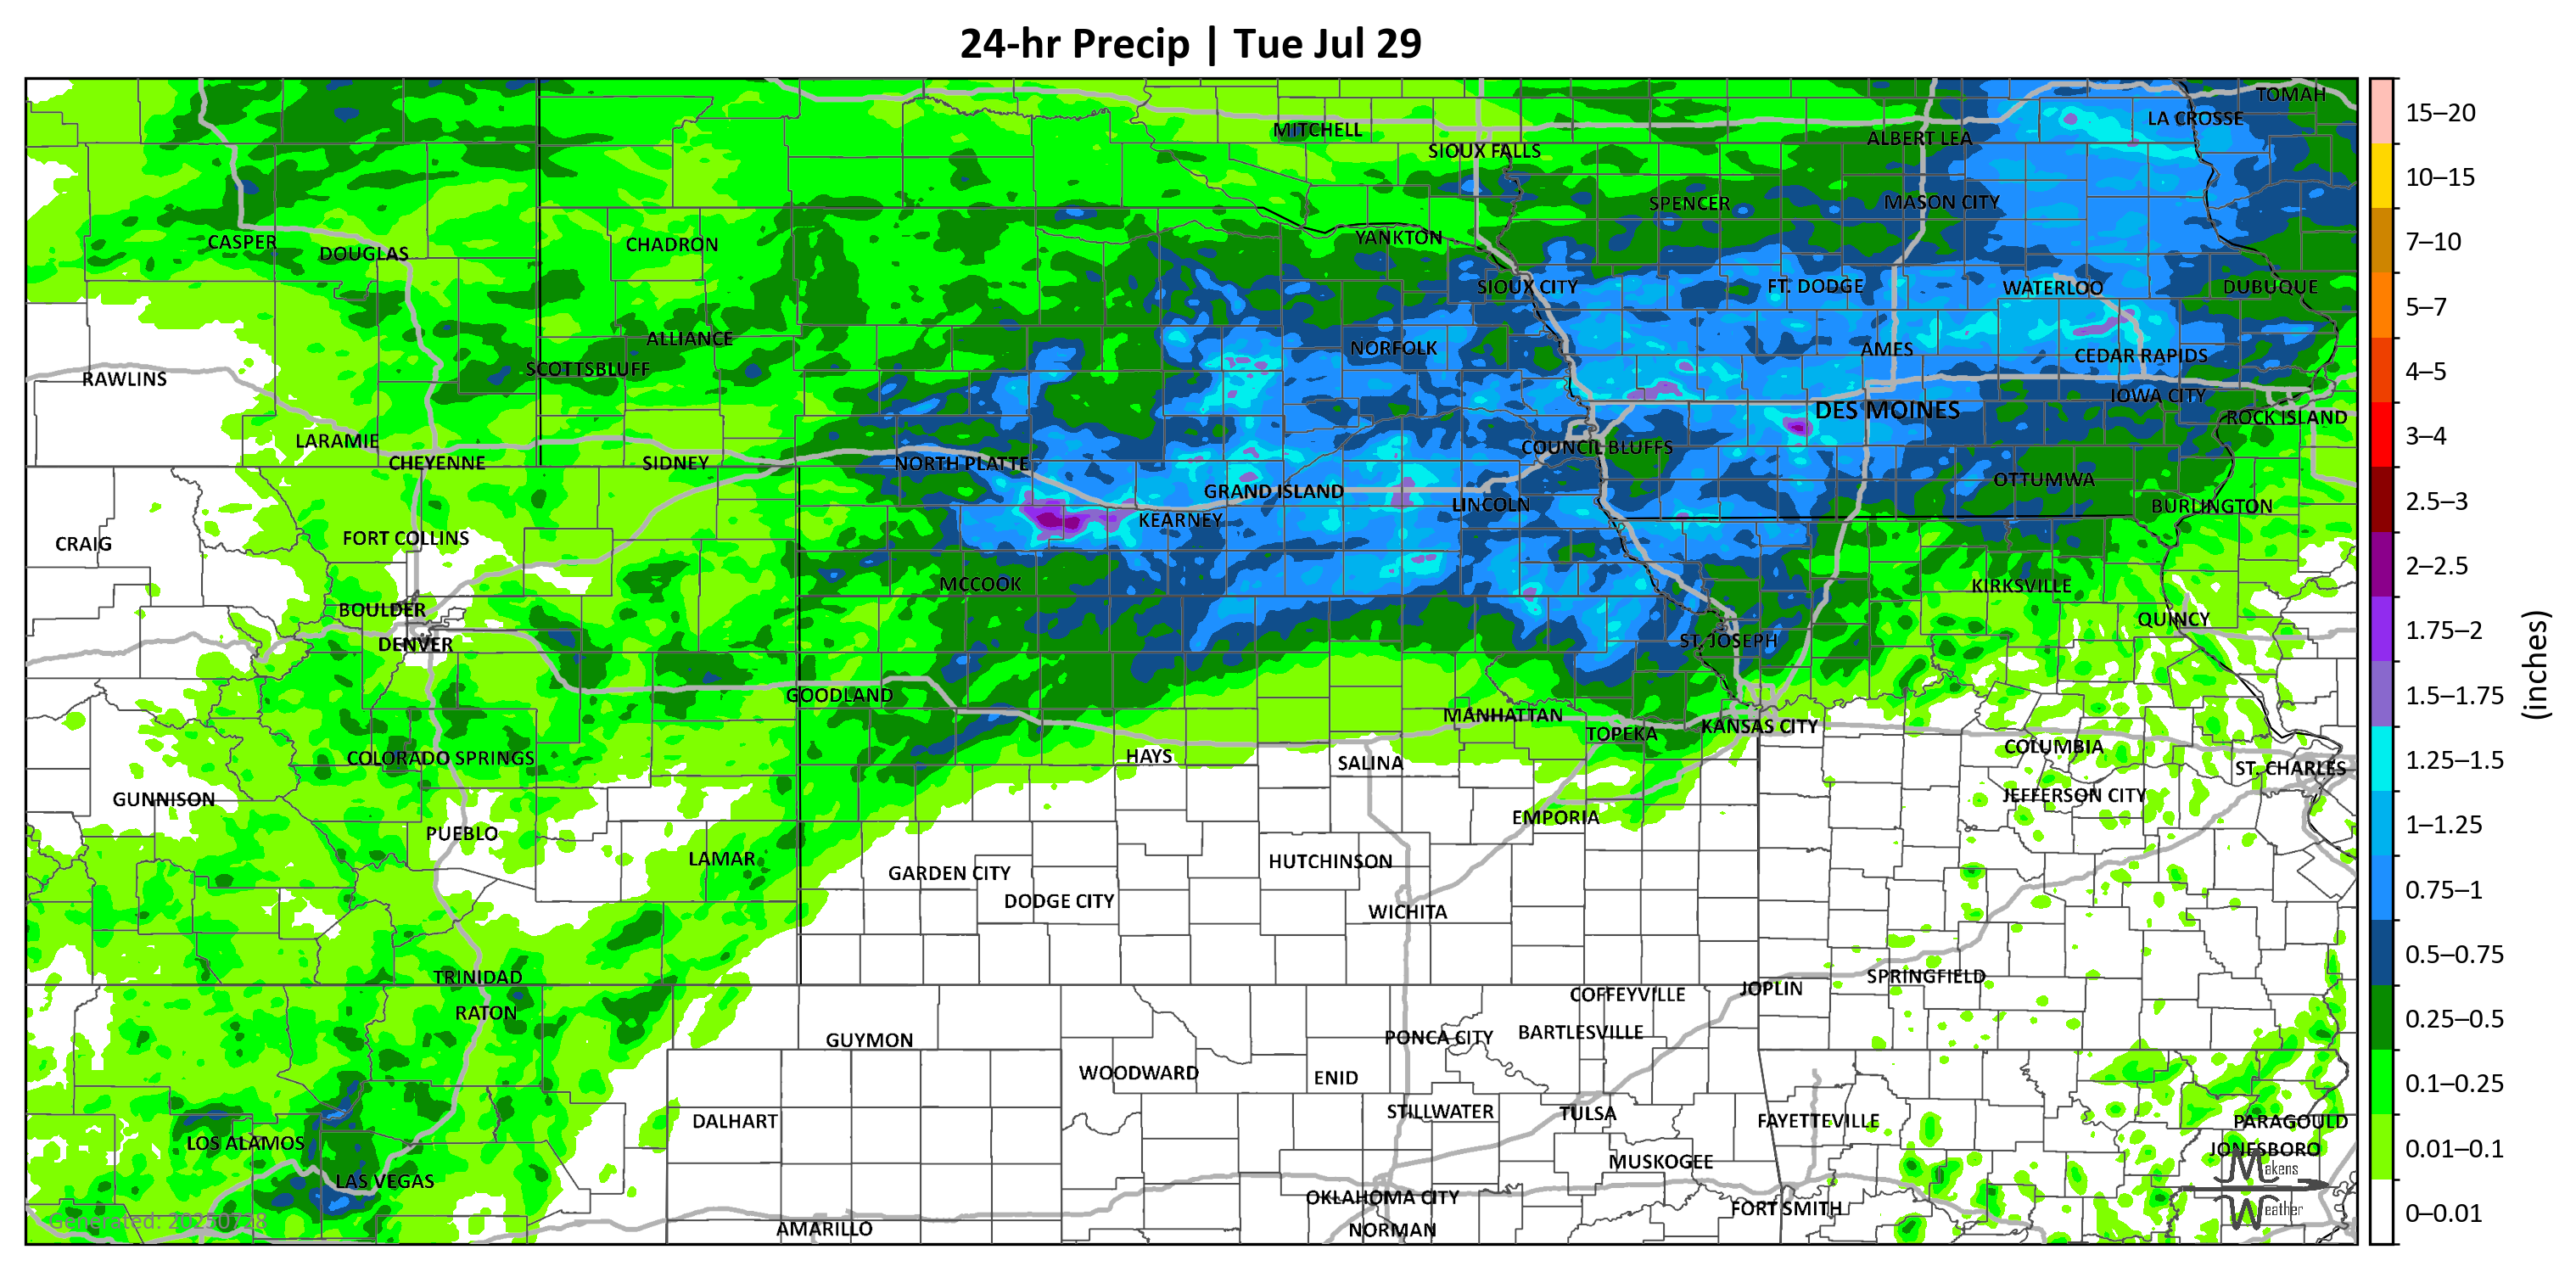 24-hr Precip | Tue Jul 29
TOMAH
LA CROSSE
MITCHELL
ALBERT LEA
SIOUX FALLS
SPENCER
MASON CITY
YANKTON
CASPER
CHADRON
DOUGLAS
SIOUX CITY
FT. DODGE
WATERLOO
DUBUQUE
ALLIANCE
NORFOLK
AMES
CEDAR RAPIDS
SCOTTSBLUFF
RAWLINS
IOWA CITY
DES MOINES
ROCK ISLAND
LARAMIE
COUNCIL BLUFFS
CHEYENNE
SIDNEY
NORTH PLATTE
OTTUMWA
GRAND ISLAND
LINCOLN
BURLINGTON
KEARNEY
FORT COLLINS
CRAIG
MCCOOK
KIRKSVILLE
BOULDER
QUINCY
DENVER
ST. JOSEPH
GOODLAND
MANHATTAN
KANSAS CITY
TOPEKA
COLUMBIA
COLORADO SPRINGS
HAYS
SALINA
ST. CHARLES
GUNNISON
JEFFERSON CITY
EMPORIA
PUEBLO
LAMAR
HUTCHINSON
GARDEN CITY
DODGE CITY
WICHITA
TRINIDAD
SPRINGFIELD
JOPLIN
COFFEYVILLE
RATON
BARTLESVILLE
PONCA CITY
GUYMON
WOODWARD
ENID
STILLWATER
TULSA
DALHART
FAYETTEVILLE
PARAGOULD
LOS ALAMOS
JONESBORO
MUSKOGEE
LAS VEGAS
OKLAHOMA CITY
FORT SMITH
AMARILLO
NORMAN
Generated: 20250728
Makens
Weather
15–20
10–15
7–10
5–7
4–5
3–4
2.5–3
2–2.5
1.75–2
1.5–1.75
1.25–1.5
1–1.25
0.75–1
0.5–0.75
0.25–0.5
0.1–0.25
0.01–0.1
0–0.01
(inches)